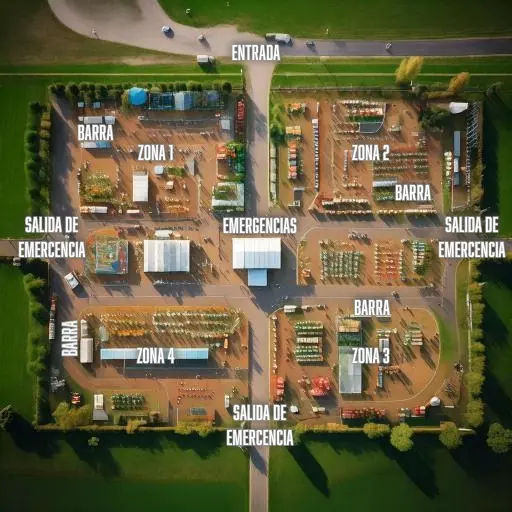 ENTRADA
BARRA
ZONA 1
ZONA 2
BARRA
SALIDA DE
EMERCENCIA
EMERGENCIAS
SALIDA DE
EMERCENCIA
BARRA
BARRA
ZONA 4
ZONA 3
SALIDA DE
EMERCENCIA